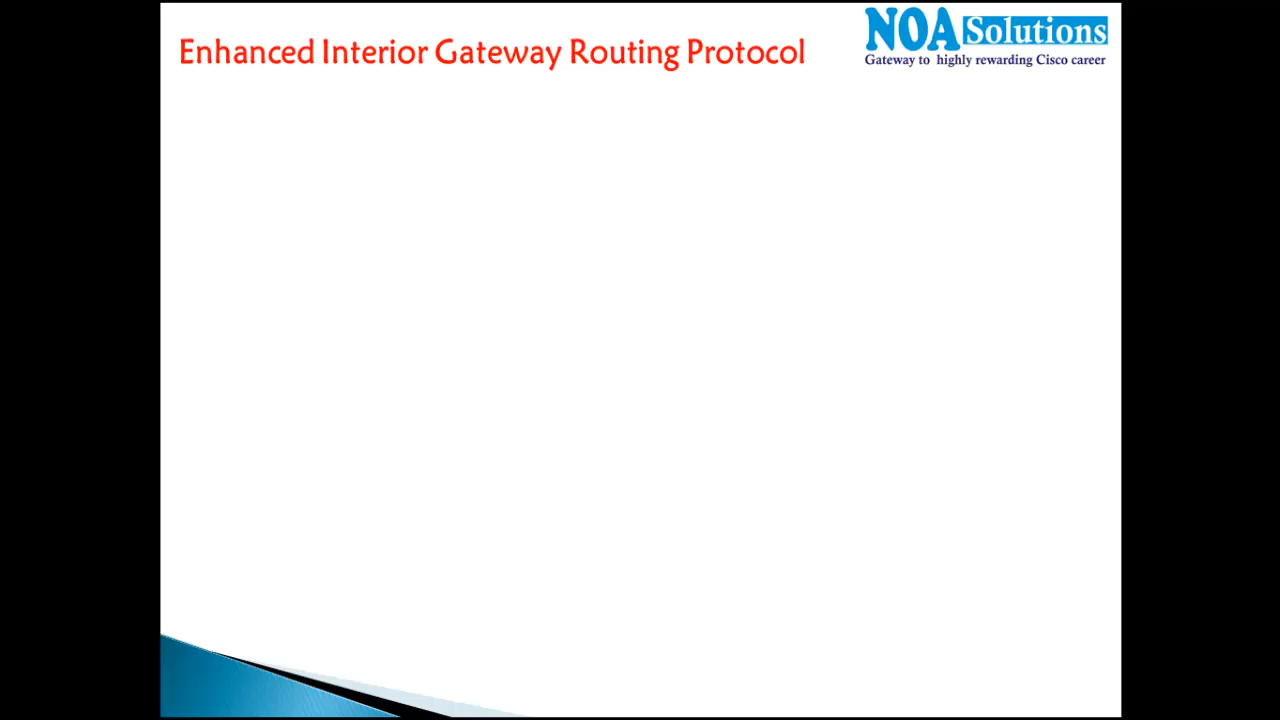 Enhanced Interior Gateway Routing Protocol
NOA Solutions
Gateway to highly rewarding Cisco career